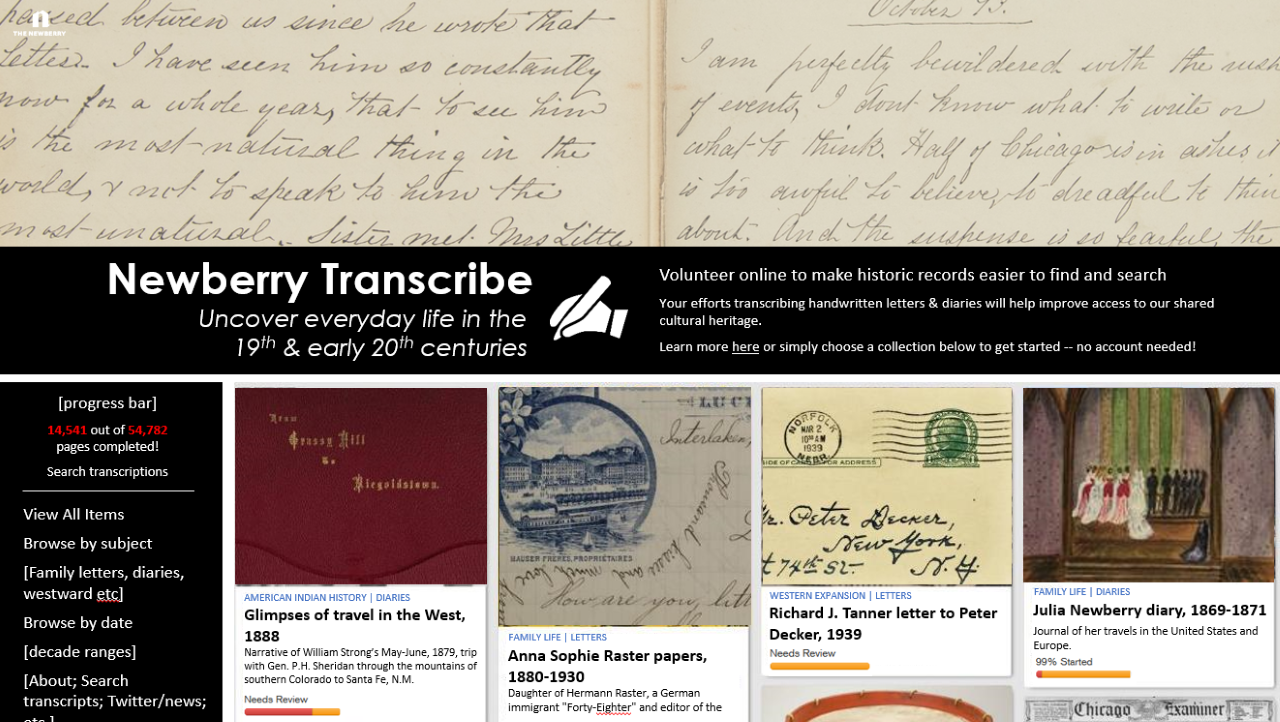 passed between us since he wrote that
letter. I have seen him so constantly
now for a whole year, that to see him
is the most-natural thing in the
world, & not to speak to him the
most-unnatural. Sister met Mrs Little
THE NEWBERRY
October 13.
I am perfectly bewildered with the rush
of events, I dont know what to write or
what to think. Half of Chicago is in ashes, it
is too awful to believe, to dreadful to thin
about. And the suspense is so fearful, the
Newberry Transcribe
Uncover everyday life in the
19th & early 20th centuries
Volunteer online to make historic records easier to find and search
Your efforts transcribing handwritten letters & diaries will help improve access to our shared
cultural heritage.
Learn more here or simply choose a collection below to get started -- no account needed!
[progress bar]
14,541 out of 54,782
pages completed!
Search transcriptions
View All Items
Browse by subject
[Family letters, diaries,
westward etc]
Browse by date
[decade ranges]
[About; Search
transcripts; Twitter/news;
etc.]
From
Grassy Hill
to
Riegoldstown.
AMERICAN INDIAN HISTORY | DIARIES
Glimpses of travel in the West,
1888
Narrative of William Strong's May-June, 1879, trip
with Gen. P.H. Sheridan through the mountains of
southern Colorado to Santa Fe, N.M.
Needs Review
LUC
Interlaken,
HAUSER FRERES, PROPRIETAIRES
much love
How are you, litt
FAMILY LIFE | LETTERS
Anna Sophie Raster papers,
1880-1930
Daughter of Hermann Raster, a German
immigrant "Forty-Eighter" and editor of the
NORFOLK
MAR 2
10 AM
1939
NEBR.
IDE OF CARD IS FOR ADDRESS
Mr. Peter Decker,
New York,
t 74th St- N.Y.
WESTERN EXPANSION | LETTERS
Richard J. Tanner letter to Peter
Decker, 1939
Needs Review
FAMILY LIFE | DIARIES
Julia Newberry diary, 1869-1871
Journal of her travels in the United States and
Europe.
99% Started
Chicago Examiner